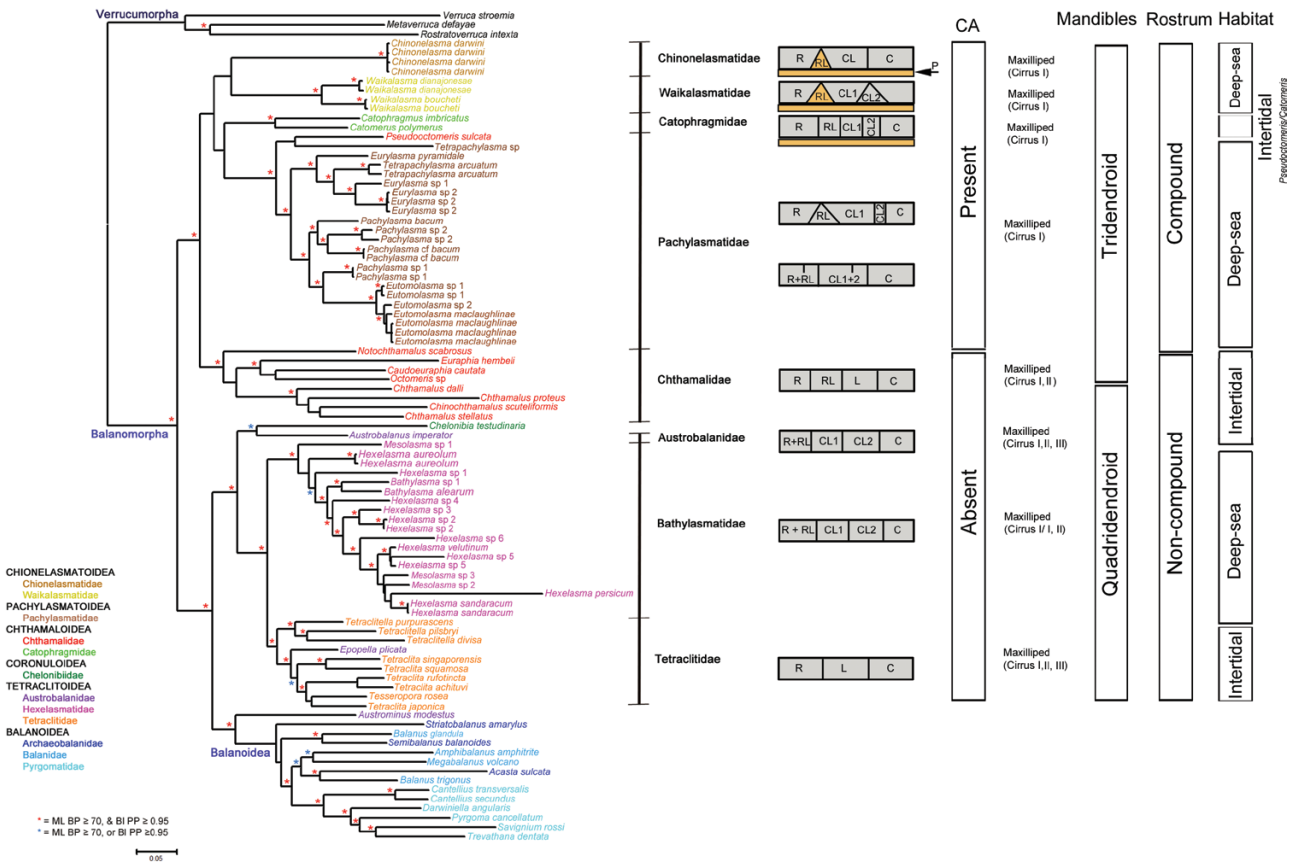 Verrucumorpha
Verruca stroemia
Metaverruca defayae
Rostratoverruca intexta
Chinonelasma darwini
Chinonelasma darwini
Chinonelasma darwini
Chinonelasma darwini
Waikalasma dianajonesae
Waikalasma dianajonesae
Waikalasma boucheti
Waikalasma boucheti
Catophragmus imbricatus
Catomerus polymerus
Pseudoctomeris sulcata
Tetrapachylasma sp
Eurylasma pyramidale
Tetrapachylasma arcuatum
Tetrapachylasma arcuatum
Eurylasma sp 1
Eurylasma sp 2
Eurylasma sp 2
Eurylasma sp 2
Pachylasma bacum
Pachylasma sp 2
Pachylasma sp 2
Pachylasma cf bacum
Pachylasma cf bacum
Pachylasma sp 1
Pachylasma sp 1
Eutomolasma sp 1
Eutomolasma sp 1
Eutomolasma sp 2
Eutomolasma maclaughlinae
Eutomolasma maclaughlinae
Eutomolasma maclaughlinae
Eutomolasma maclaughlinae
Notochthamalus scabrosus
Euraphia hembeii
Caudoeuraphia cautata
Octomeris sp
Chthamalus dalli
Chthamalus proteus
Chinochthamalus scuteliformis
Chthamalus stellatus
Balanomorpha
Chelonibia testudinaria
Austrobalanus imperator
Mesolasma sp 1
Hexelasma aureolum
Hexelasma aureolum
Hexelasma sp 1
Bathylasma sp 1
Bathylasma alearum
Hexelasma sp 4
Hexelasma sp 3
Hexelasma sp 2
Hexelasma sp 2
Hexelasma sp 6
Hexelasma velutinum
Hexelasma sp 5
Hexelasma sp 5
Mesolasma sp 3
Mesolasma sp 2
Hexelasma persicum
Hexelasma sandaracum
Hexelasma sandaracum
Tetraclitella purpurascens
Tetraclitella pilsbryi
Tetraclitella divisa
Epopella plicata
Tetraclita singaporensis
Tetraclita squamosa
Tetraclita rufotincta
Tetraclita achituvi
Tesseropora rosea
Tetraclita japonica
Austrominus modestus
Balanoidea
Striatobalanus amarylus
Balanus glandula
Semibalanus balanoides
Amphibalanus amphitrite
Megabalanus volcano
Acasta sulcata
Balanus trigonus
Cantellius transversalis
Cantellius secundus
Darwiniella angularis
Pyrgoma cancellatum
Savignium rossi
Trevathana dentata
CHIONELASMATOIDEA
Chionelasmatidae
Waikalasmatidae
PACHYLASMATOIDEA
Pachylasmatidae
CHTHAMALOIDEA
Chthamalidae
Catophragmidae
CORONULOIDEA
Chelonibiidae
TETRACLITOIDEA
Austrobalanidae
Hexelasmatidae
Tetraclitidae
BALANOIDEA
Archaeobalanidae
Balanidae
Pyrgomatidae
* = ML BP ≥ 70, & BI PP ≥ 0.95
* = ML BP ≥ 70, or BI PP ≥0.95
0.05
CA Mandibles Rostrum Habitat
Chinonelasmatidae
R RL CL C
P
Maxilliped
(Cirrus I)
Waikalasmatidae
R RL CL1 CL2
Maxilliped
(Cirrus I)
Catophragmidae
R RL CL1 CL2 C
Maxilliped
(Cirrus I)
Pachylasmatidae
R RL CL1 CL2 C
R+RL CL1+2 C
Maxilliped
(Cirrus I)
Chthamalidae
R RL L C
Maxilliped
(Cirrus I,II)
Austrobalanidae
R+RL CL1 CL2 C
Maxilliped
(Cirrus I,II, III)
Bathylasmatidae
R + RL CL1 CL2 C
Maxilliped
(Cirrus I/ I, II)
Tetraclitidae
R L C
Maxilliped
(Cirrus I,II, III)
Present
Absent
Tridendroid
Quadridendroid
Compound
Non-compound
Deep-sea
Intertidal
Pseudoctomeris/Catomeris
Deep-sea
Intertidal
Deep-sea
Intertidal